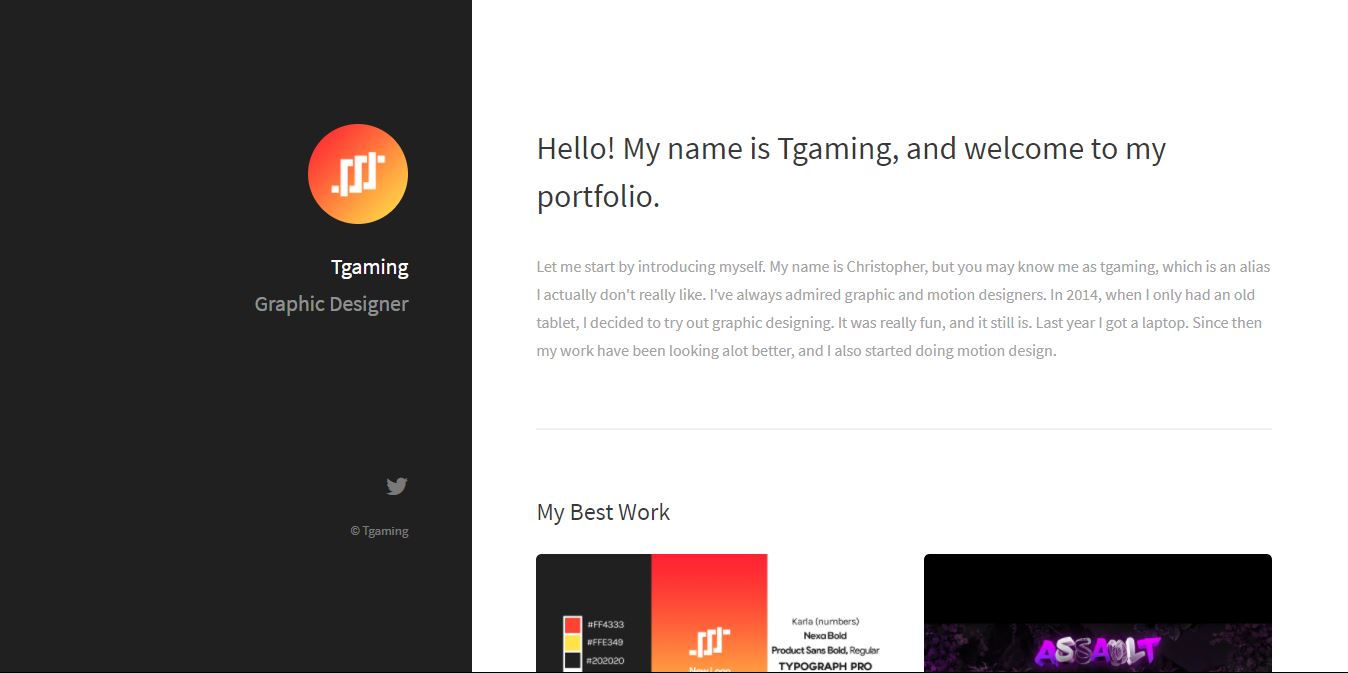 Tgaming
Graphic Designer
© Tgaming
Hello! My name is Tgaming, and welcome to my
portfolio.
Let me start by introducing myself. My name is Christopher, but you may know me as tgaming, which is an alias
I actually don't really like. I've always admired graphic and motion designers. In 2014, when I only had an old
tablet, I decided to try out graphic designing. It was really fun, and it still is. Last year I got a laptop. Since then
my work have been looking alot better, and I also started doing motion design.
My Best Work
#FF4333
#FFE349
#202020
New Logo
Karla (numbers)
Nexa Bold
Product Sans Bold, Regular
TYPOGRAPH PRO
ASSAULT